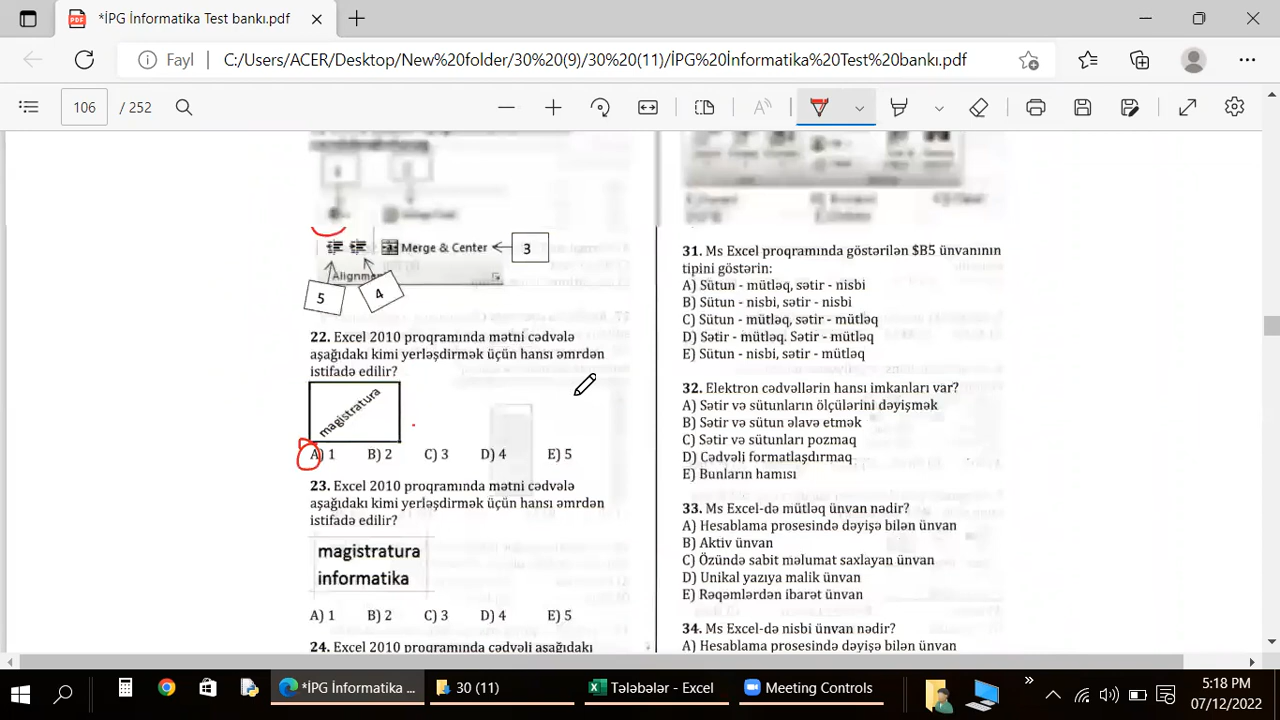 *İPG İnformatika Test bankı.pdf
Fayl C:/Users/ACER/Desktop/New%20folder/30%20(9)/30%20(11)/İPG%20İnformatika%20Test%20bankı.pdf
106 / 252
Merge & Center
3
5
4
22. Excel 2010 proqramında mətni cədvələ
aşağıdakı kimi yerləşdirmək üçün hansı əmrdən
istifadə edilir?
magistratura
A) 1 B) 2 C) 3 D) 4 E) 5
23. Excel 2010 proqramında mətni cədvələ
aşağıdakı kimi yerləşdirmək üçün hansı əmrdən
istifadə edilir?
magistratura
informatika
A) 1 B) 2 C) 3 D) 4 E) 5
24. Excel 2010 proqramında cədvəli aşağıdakı
31. Ms Excel proqramında göstərilən $B5 ünvanının
tipini göstərin:
A) Sütun - mütləq, sətir - nisbi
B) Sütun - nisbi, sətir - nisbi
C) Sütun - mütləq, sətir - mütləq
D) Sətir - mütləq. Sətir - mütləq
E) Sütun - nisbi, sətir - mütləq
32. Elektron cədvəllərin hansı imkanları var?
A) Sətir və sütunların ölçülərini dəyişmək
B) Sətir və sütun əlavə etmək
C) Sətir və sütunları pozmaq
D) Cədvəli formatlaşdırmaq
E) Bunların hamısı
33. Ms Excel-də mütləq ünvan nədir?
A) Hesablama prosesində dəyişə bilən ünvan
B) Aktiv ünvan
C) Özündə sabit məlumat saxlayan ünvan
D) Unikal yazıya malik ünvan
E) Rəqəmlərdən ibarət ünvan
34. Ms Excel-də nisbi ünvan nədir?
A) Hesablama prosesində dəyişə bilən ünvan
*İPG İnformatika ...
30 (11)
Tələbələr - Excel
Meeting Controls
5:18 PM
07/12/2022